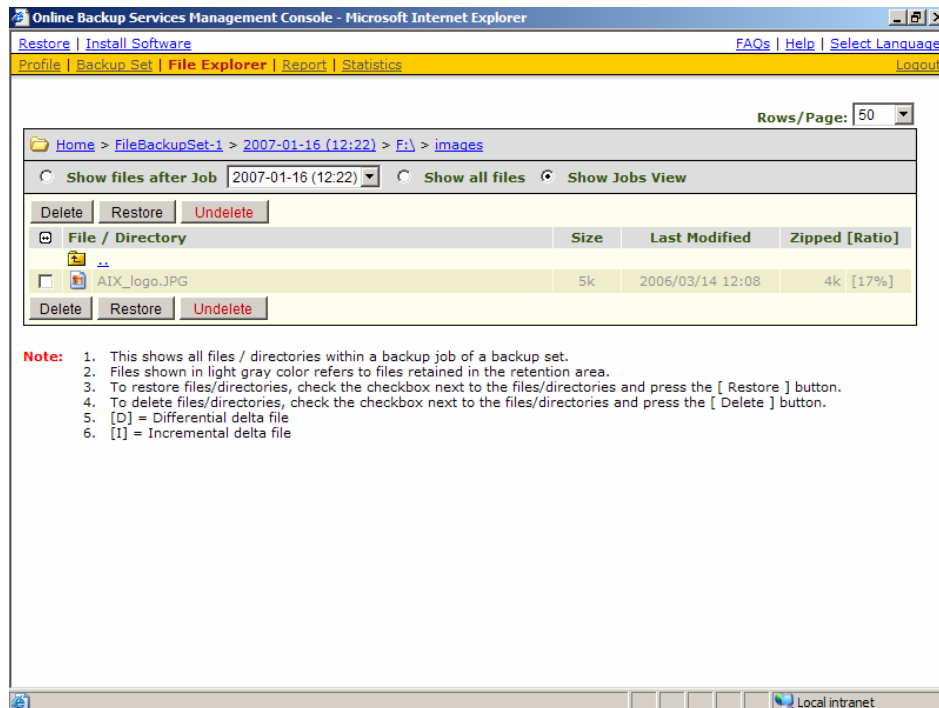 Online Backup Services Management Console - Microsoft Internet Explorer
Restore | Install Software FAQs | Help | Select Language
Profile | Backup Set | File Explorer | Report | Statistics Logout
Rows/Page: 50
Home > FileBackupSet-1 > 2007-01-16 (12:22) > F:\ > images
Show files after Job 2007-01-16 (12:22) Show all files Show Jobs View
Delete Restore Undelete
File / Directory Size Last Modified Zipped [Ratio]
..
AIX_logo.JPG 5k 2006/03/14 12:08 4k [17%]
Delete Restore Undelete
Note: 1. This shows all files / directories within a backup job of a backup set.
2. Files shown in light gray color refers to files retained in the retention area.
3. To restore files/directories, check the checkbox next to the files/directories and press the [ Restore ] button.
4. To delete files/directories, check the checkbox next to the files/directories and press the [ Delete ] button.
5. [D] = Differential delta file
6. [I] = Incremental delta file
Local intranet